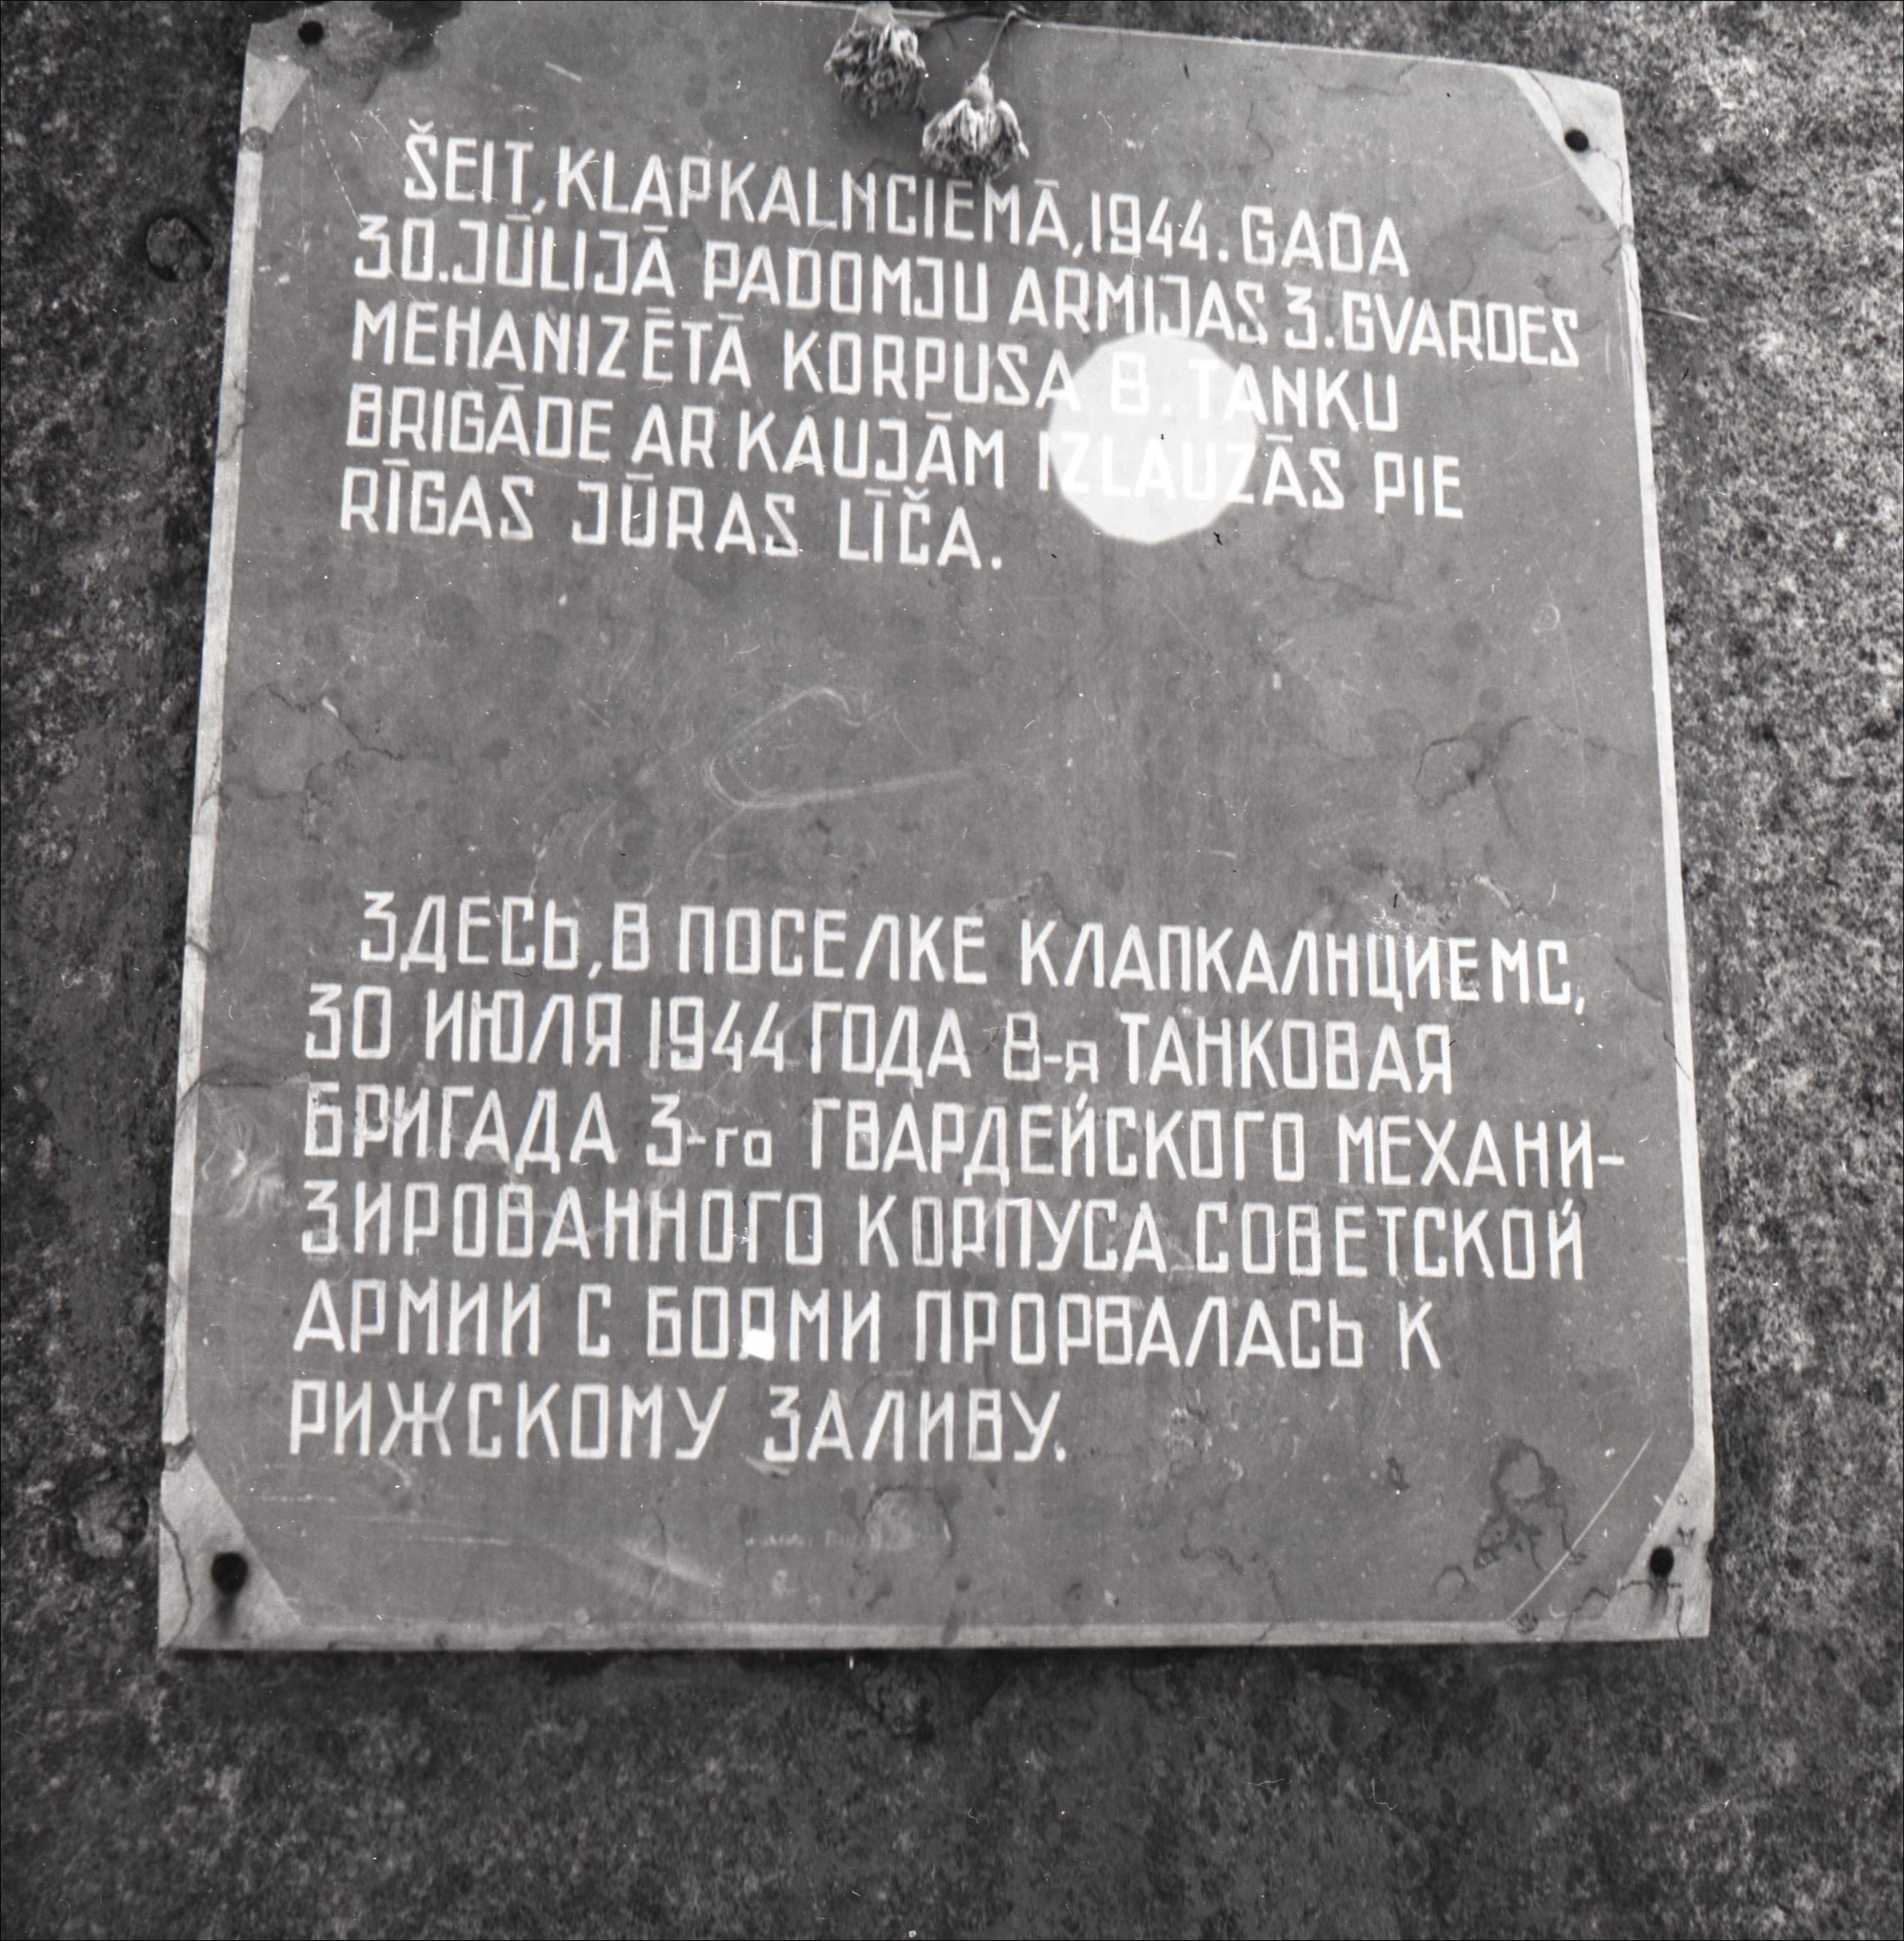 ŠEIT, KLAPKALNCIEMĀ, 1944. GADA
30. JŪLIJĀ PADOMJU ARMIJAS 3. GVARDES
MEHANIZĒTĀ KORPUSA 8. TANKU
BRIGĀDE AR KAUJĀM IZLAUZĀS PIE
RĪGAS JŪRAS LĪČA.
ЗДЕСЬ, В ПОСЕЛКЕ КЛАПКАЛНЦИЕМС,
30 ИЮЛЯ 1944 ГОДА 8-я ТАНКОВАЯ
БРИГАДА 3-го ГВАРДЕЙСКОГО МЕХАНИ-
ЗИРОВАННОГО КОРПУСА СОВЕТСКОЙ
АРМИИ С БОЯМИ ПРОРВАЛАСЬ К
РИЖСКОМУ ЗАЛИВУ.